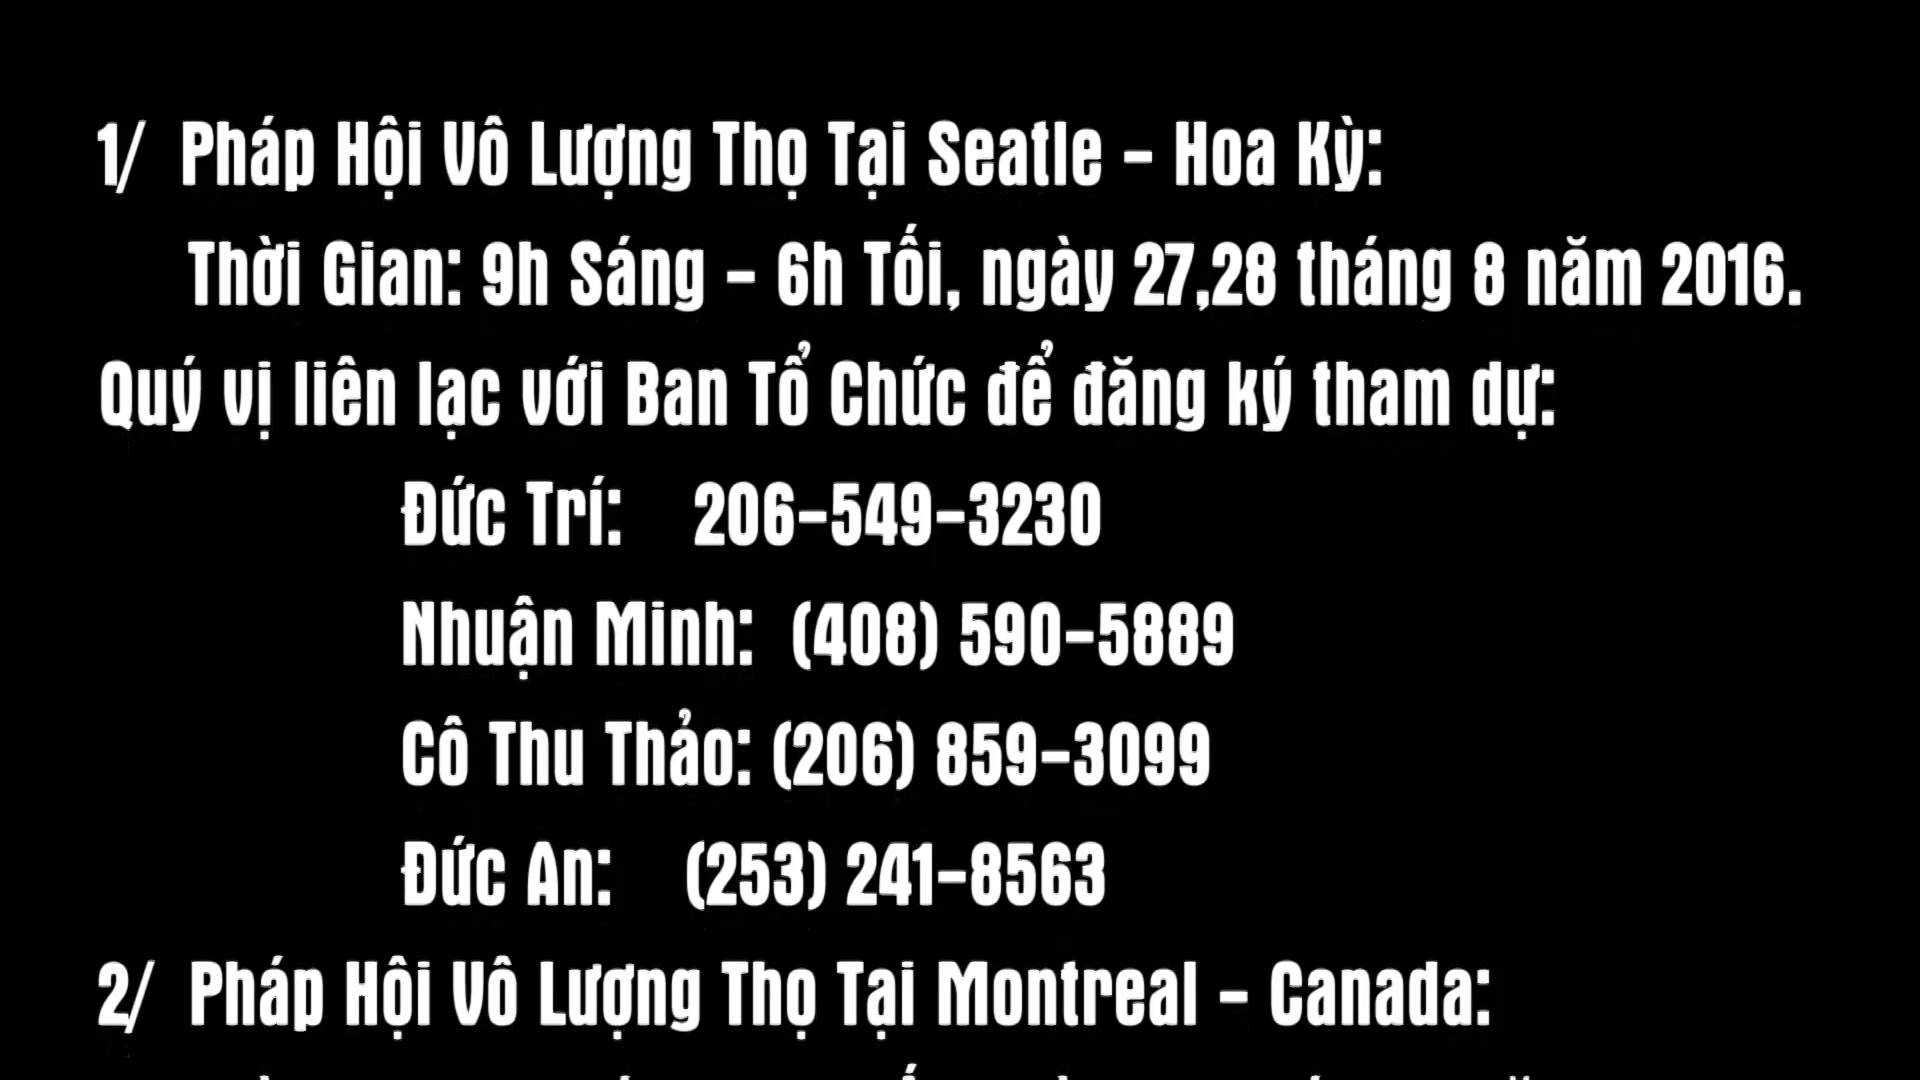 1/ Pháp Hội Vô Lượng Thọ Tại Seatle - Hoa Kỳ:
Thời Gian: 9h Sáng - 6h Tối, ngày 27,28 tháng 8 năm 2016.
Quý vị liên lạc với Ban Tổ Chức để đăng ký tham dự:
Đức Trí: 206-549-3230
Nhuận Minh: (408) 590-5889
Cô Thu Thảo: (206) 859-3099
Đức An: (253) 241-8563
2/ Pháp Hội Vô Lượng Thọ Tại Montreal - Canada: